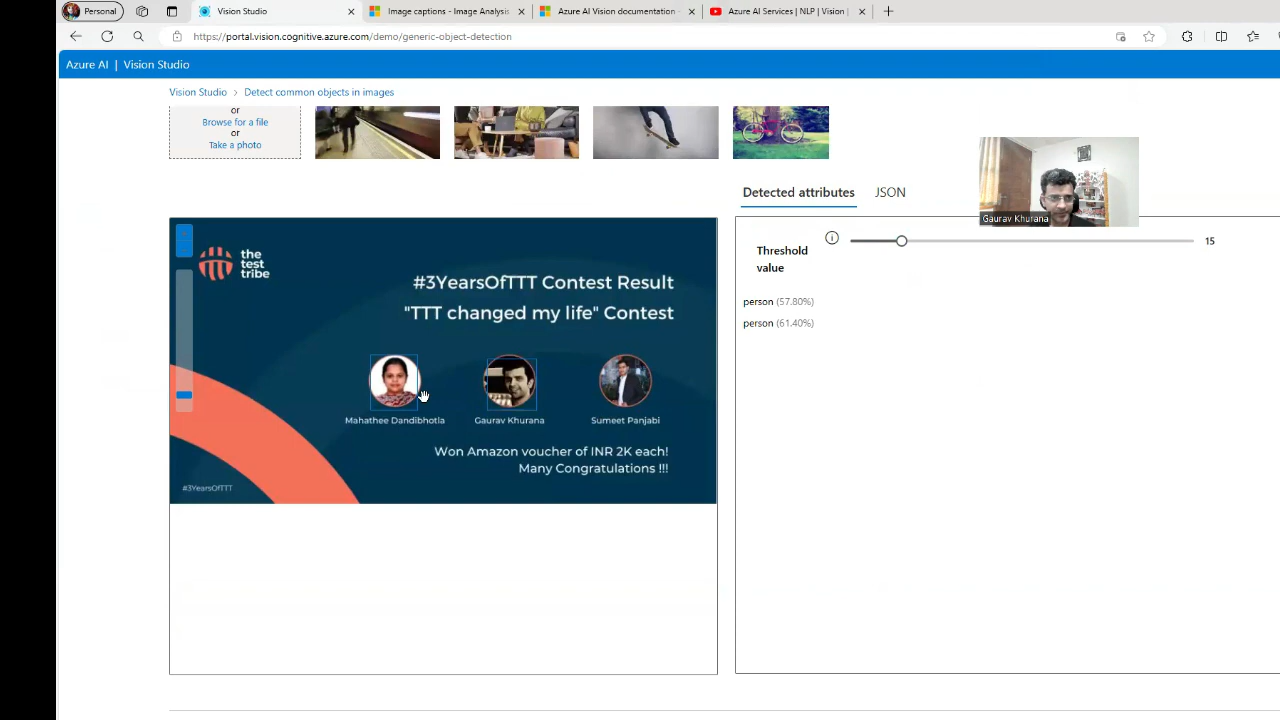 Personal
Vision Studio
Image captions - Image Analysis
Azure AI Vision documentation -
Azure AI Services | NLP | Vision |
https://portal.vision.cognitive.azure.com/demo/generic-object-detection
Azure AI | Vision Studio
Vision Studio > Detect common objects in images
or
Browse for a file
or
Take a photo
Detected attributes
JSON
Gaurav Khurana
Threshold
value
15
person (57.80%)
person (61.40%)
the
test
tribe
#3YearsOfTTT Contest Result
"TTT changed my life" Contest
Mahathee Dandibhotla
Gaurav Khurana
Sumeet Panjabi
Won Amazon voucher of INR 2K each!
Many Congratulations !!!
#3YearsOfTTT